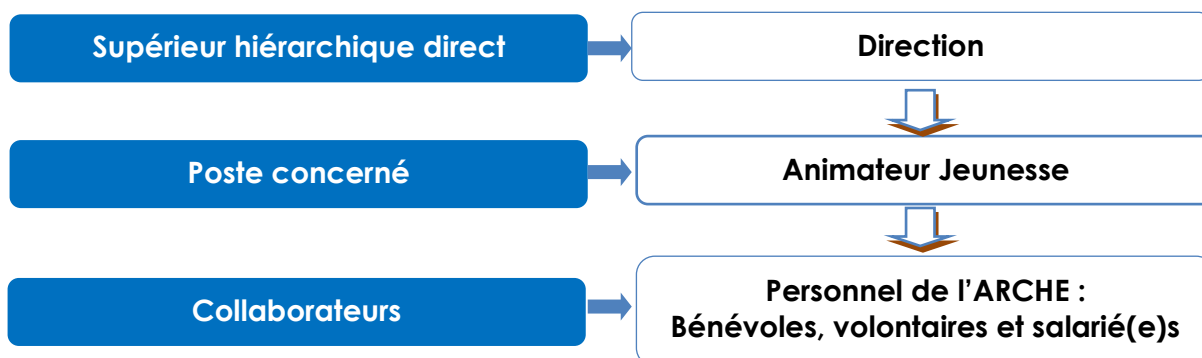 Supérieur hiérarchique direct
Direction
Poste concerné
Animateur Jeunesse
Collaborateurs
Personnel de l’ARCHE :
Bénévoles, volontaires et salarié(e)s